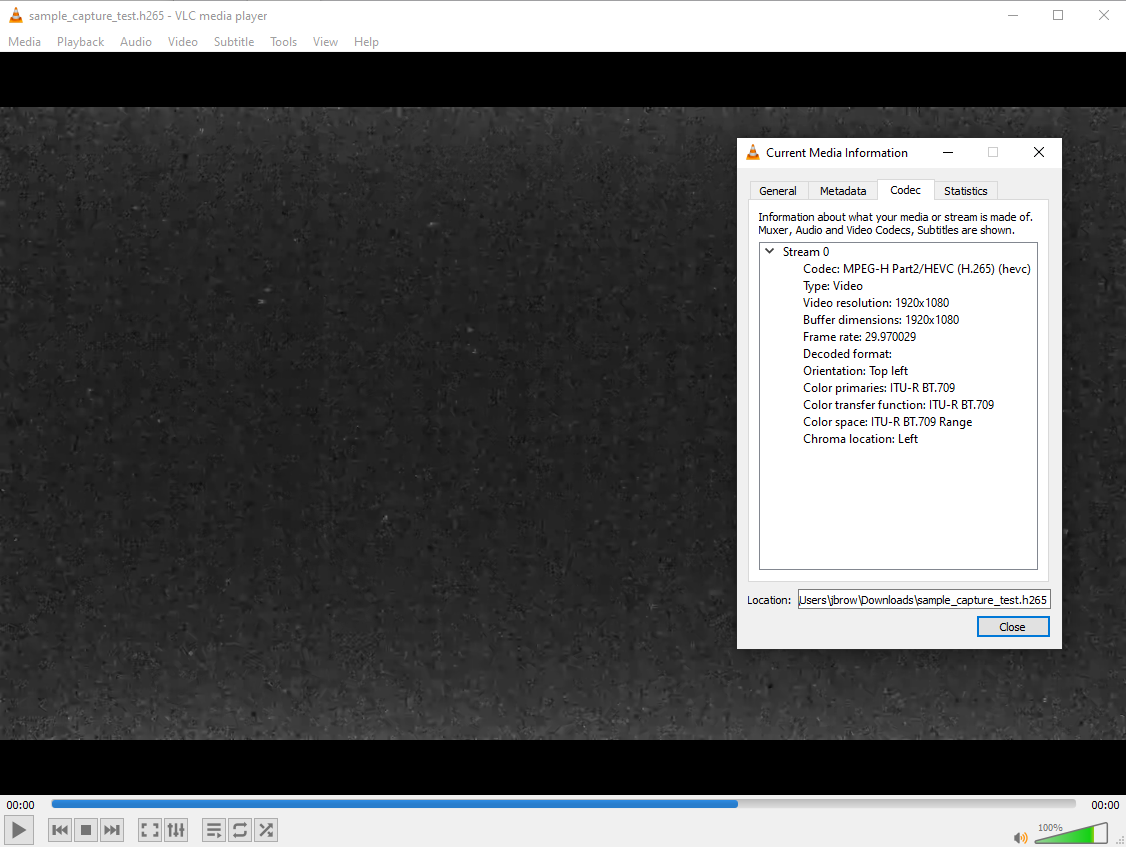 sample_capture_test.h265 - VLC media player
Media Playback Audio Video Subtitle Tools View Help
Current Media Information
General Metadata Codec Statistics
Information about what your media or stream is made of.
Muxer, Audio and Video Codecs, Subtitles are shown.
Stream 0
Codec: MPEG-H Part2/HEVC (H.265) (hevc)
Type: Video
Video resolution: 1920x1080
Buffer dimensions: 1920x1080
Frame rate: 29.970029
Decoded format:
Orientation: Top left
Color primaries: ITU-R BT.709
Color transfer function: ITU-R BT.709
Color space: ITU-R BT.709 Range
Chroma location: Left
Location: Users\jbrow\Downloads\sample_capture_test.h265
Close
00:00 00:00
100%